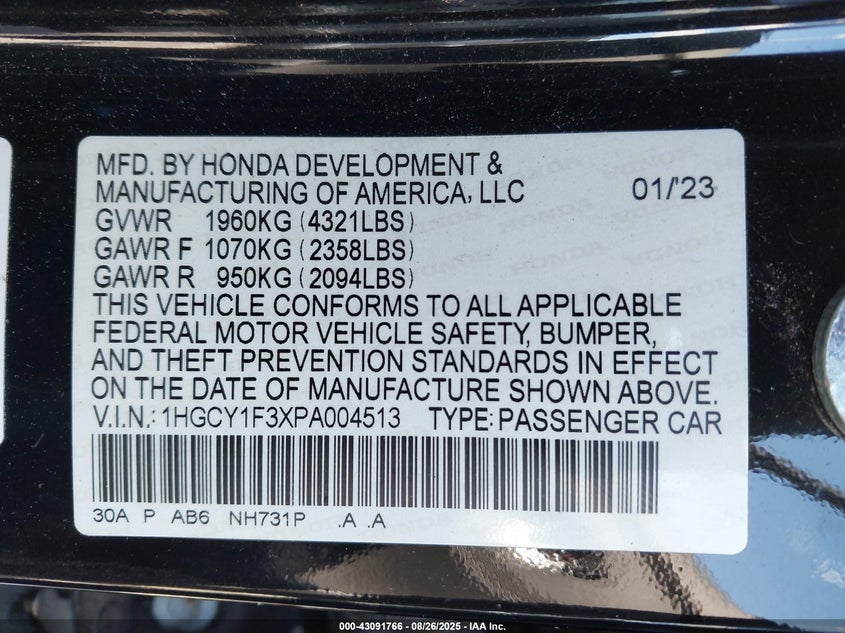 MFD. BY HONDA DEVELOPMENT &
MANUFACTURING OF AMERICA, LLC 01/'23
GVWR 1960KG (4321LBS)
GAWR F 1070KG (2358LBS)
GAWR R 950KG (2094LBS)
THIS VEHICLE CONFORMS TO ALL APPLICABLE
FEDERAL MOTOR VEHICLE SAFETY, BUMPER,
AND THEFT PREVENTION STANDARDS IN EFFECT
ON THE DATE OF MANUFACTURE SHOWN ABOVE.
V.I.N.: 1HGCY1F3XPA004513 TYPE: PASSENGER CAR
30A P AB6 NH731P .A .A
000-43091766 - 08/26/2025 - IAA Inc.